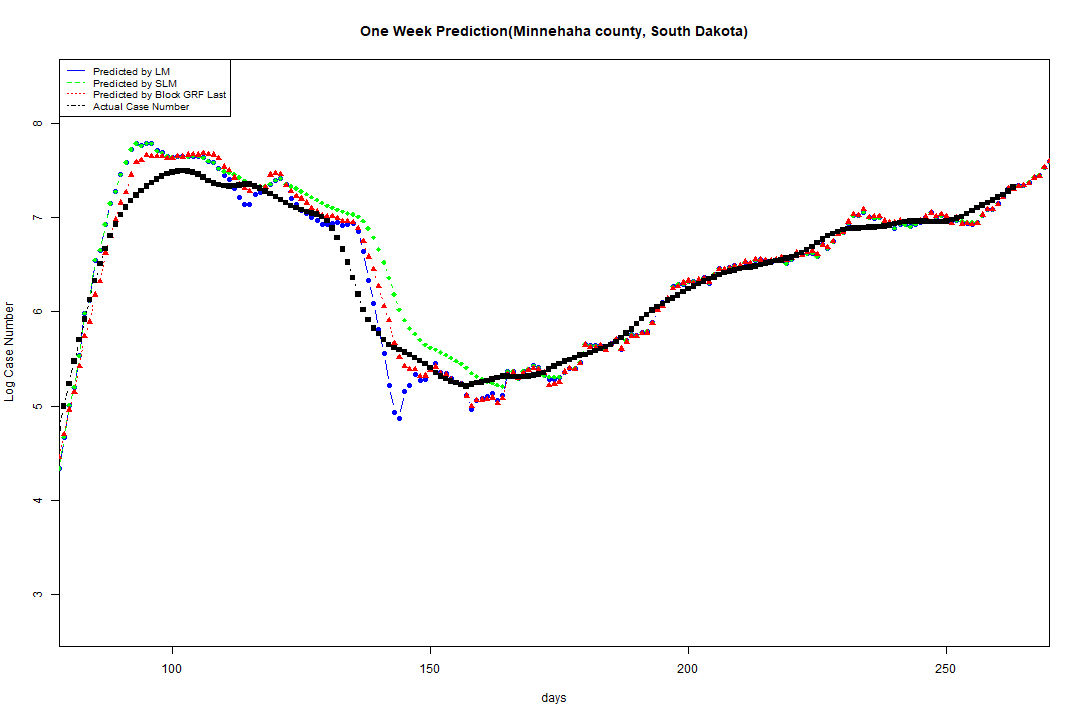 One Week Prediction(Minnehaha county, South Dakota)
Predicted by LM
Predicted by SLM
Predicted by Block GRF Last
Actual Case Number
8
7
6
5
4
3
Log Case Number
100 150 200 250
days